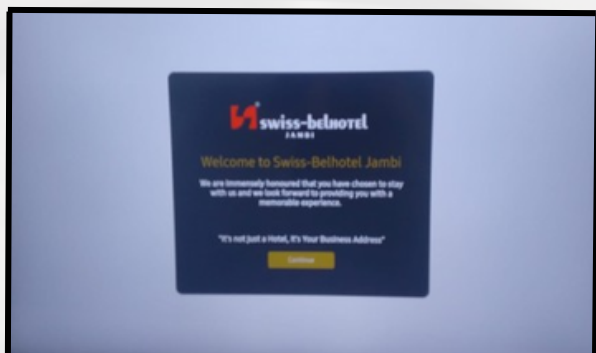 swiss-belhotel
JAMBI
Welcome to Swiss-Belhotel Jambi
We are immensely honoured that you have chosen to stay
with us and we look forward to providing you with a
memorable experience.
"It's not just a Hotel, It's Your Business Address"
Continue